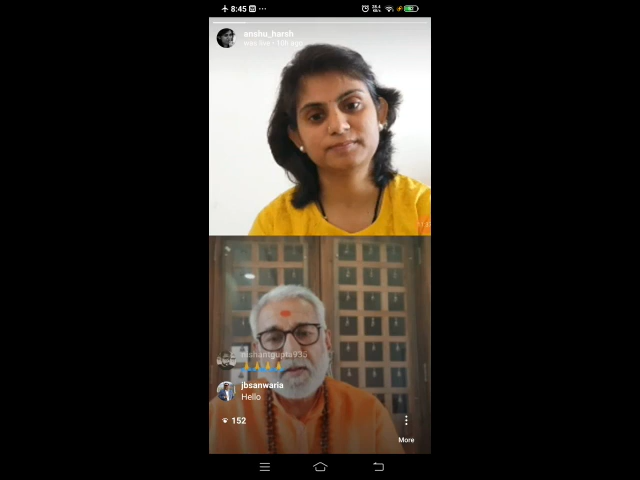 8:45
anshu_harsh
was live • 10h ago
nishantgupta935
jbsanwaria
Hello
152
More